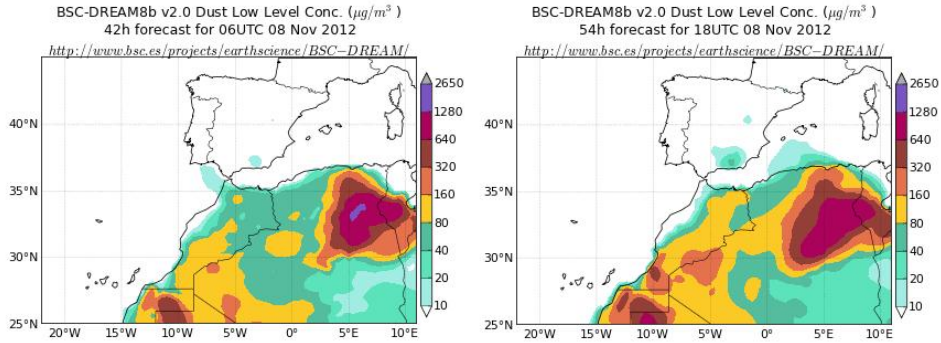 BSC-DREAM8b v2.0 Dust Low Level Conc. (μg/m³ )
42h forecast for 06UTC 08 Nov 2012
http://www.bsc.es/projects/earthscience/BSC−DREAM/
40°N
35°N
30°N
25°N
20°W
15°W
10°W
5°W
0°
5°E
10°E
2650
1280
640
320
160
80
40
20
10
BSC-DREAM8b v2.0 Dust Low Level Conc. (μg/m³ )
54h forecast for 18UTC 08 Nov 2012
http://www.bsc.es/projects/earthscience/BSC−DREAM/
40°N
35°N
30°N
25°N
20°W
15°W
10°W
5°W
0°
5°E
10°E
2650
1280
640
320
160
80
40
20
10